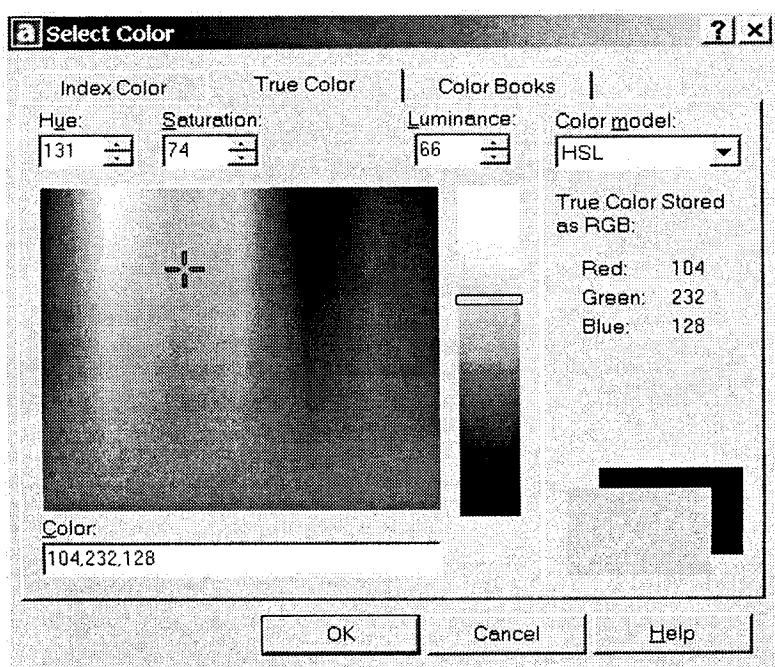 a Select Color ? ×
Index Color True Color Color Books
Hue: Saturation: Luminance: Color model:
131 74 66 HSL
True Color Stored
as RGB:
Red: 104
Green: 232
Blue: 128
Color:
104,232,128
OK Cancel Help